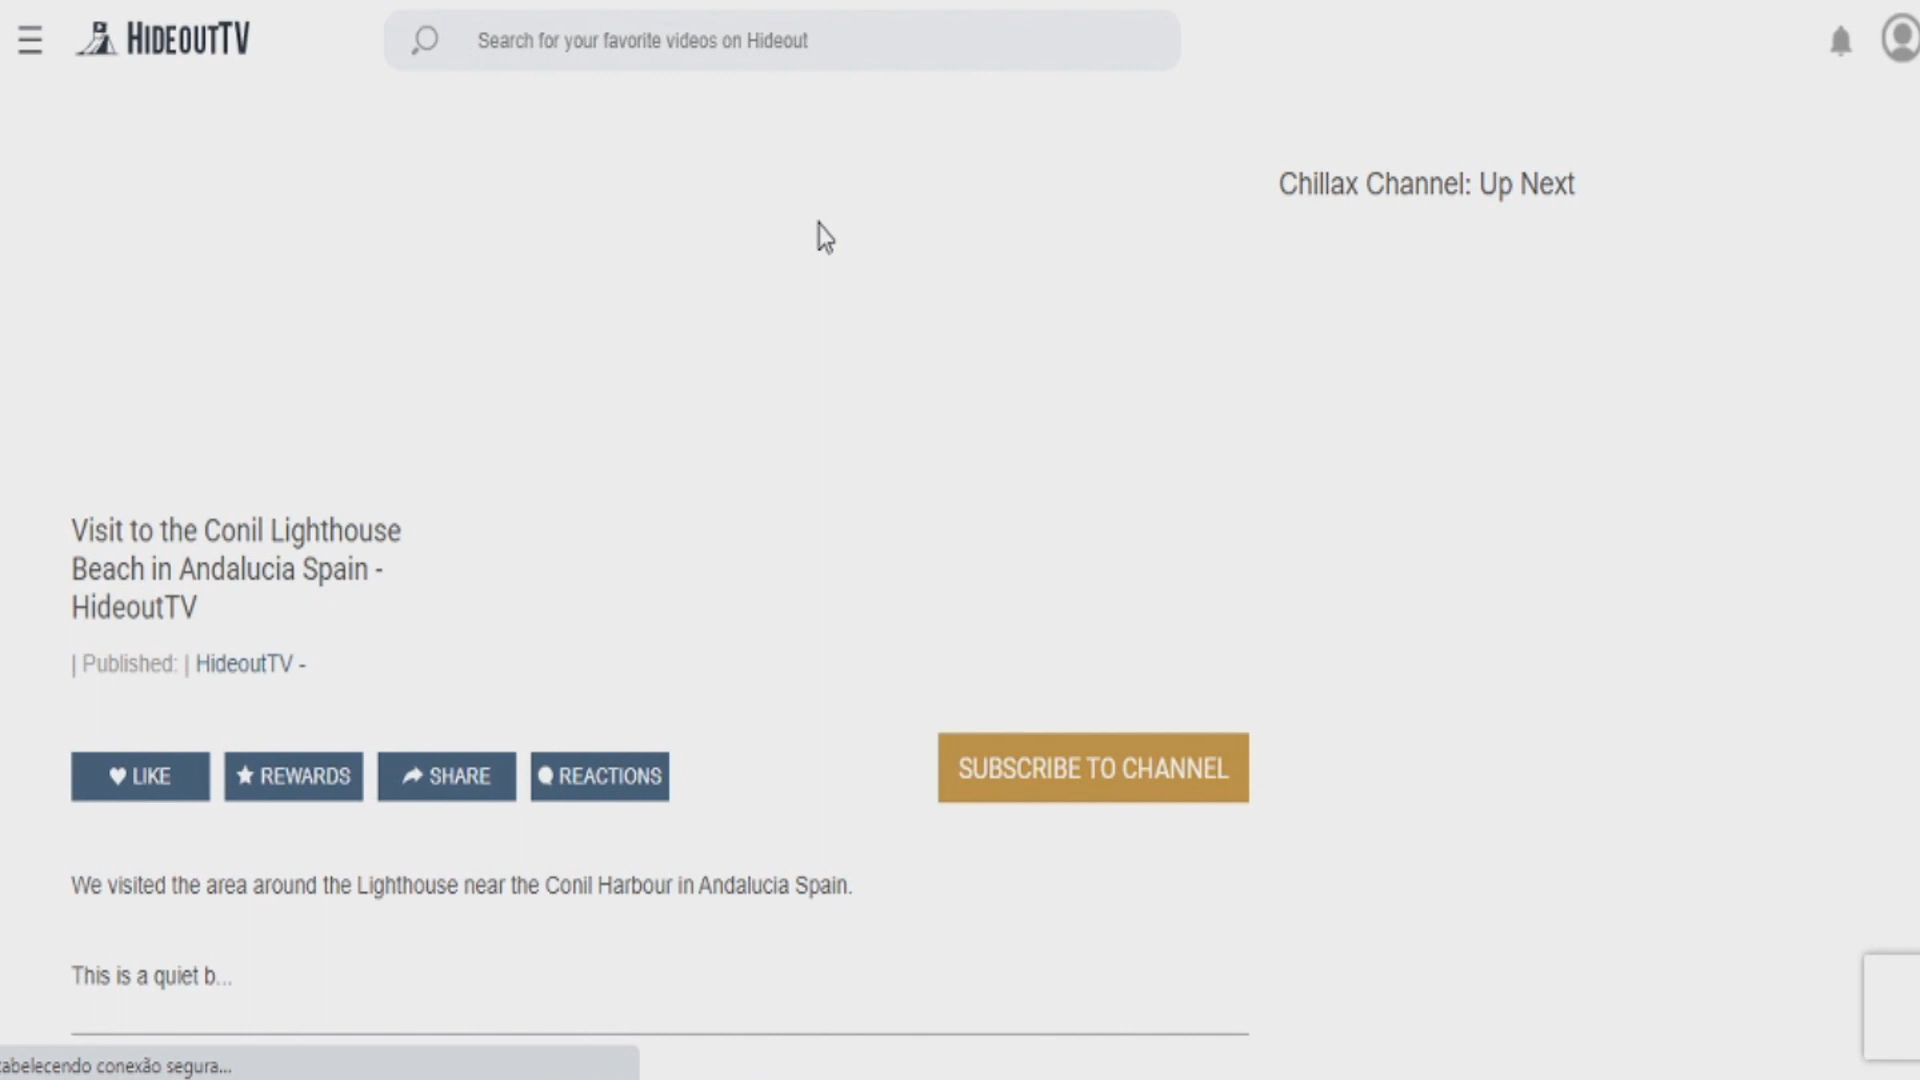 HIDEOUTTV
Search for your favorite videos on Hideout
Chillax Channel: Up Next
Visit to the Conil Lighthouse
Beach in Andalucia Spain -
HideoutTV
| Published: | HideoutTV -
LIKE
REWARDS
SHARE
REACTIONS
SUBSCRIBE TO CHANNEL
We visited the area around the Lighthouse near the Conil Harbour in Andalucia Spain.
This is a quiet b...
tabelecendo conexão segura...